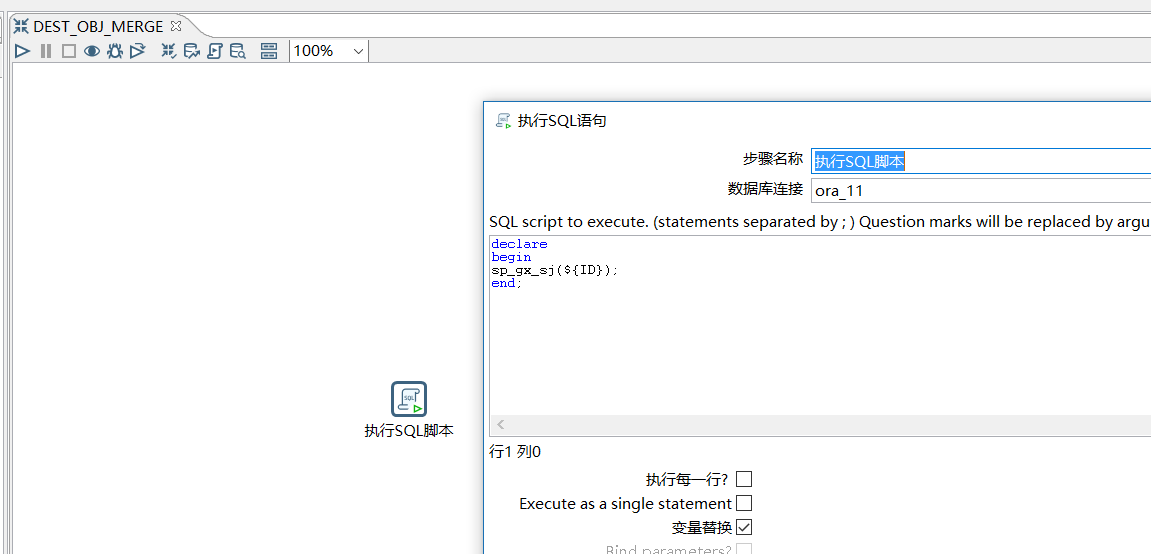 DEST_OBJ_MERGE
100%
执行SQL语句
步骤名称 执行SQL脚本
数据库连接 ora_11
SQL script to execute. (statements separated by ; ) Question marks will be replaced by argu
declare
begin
sp_gx_sj(${ID});
end;
SQL
执行SQL脚本
行1 列0
执行每一行?
Execute as a single statement
变量替换
Bind parameters?